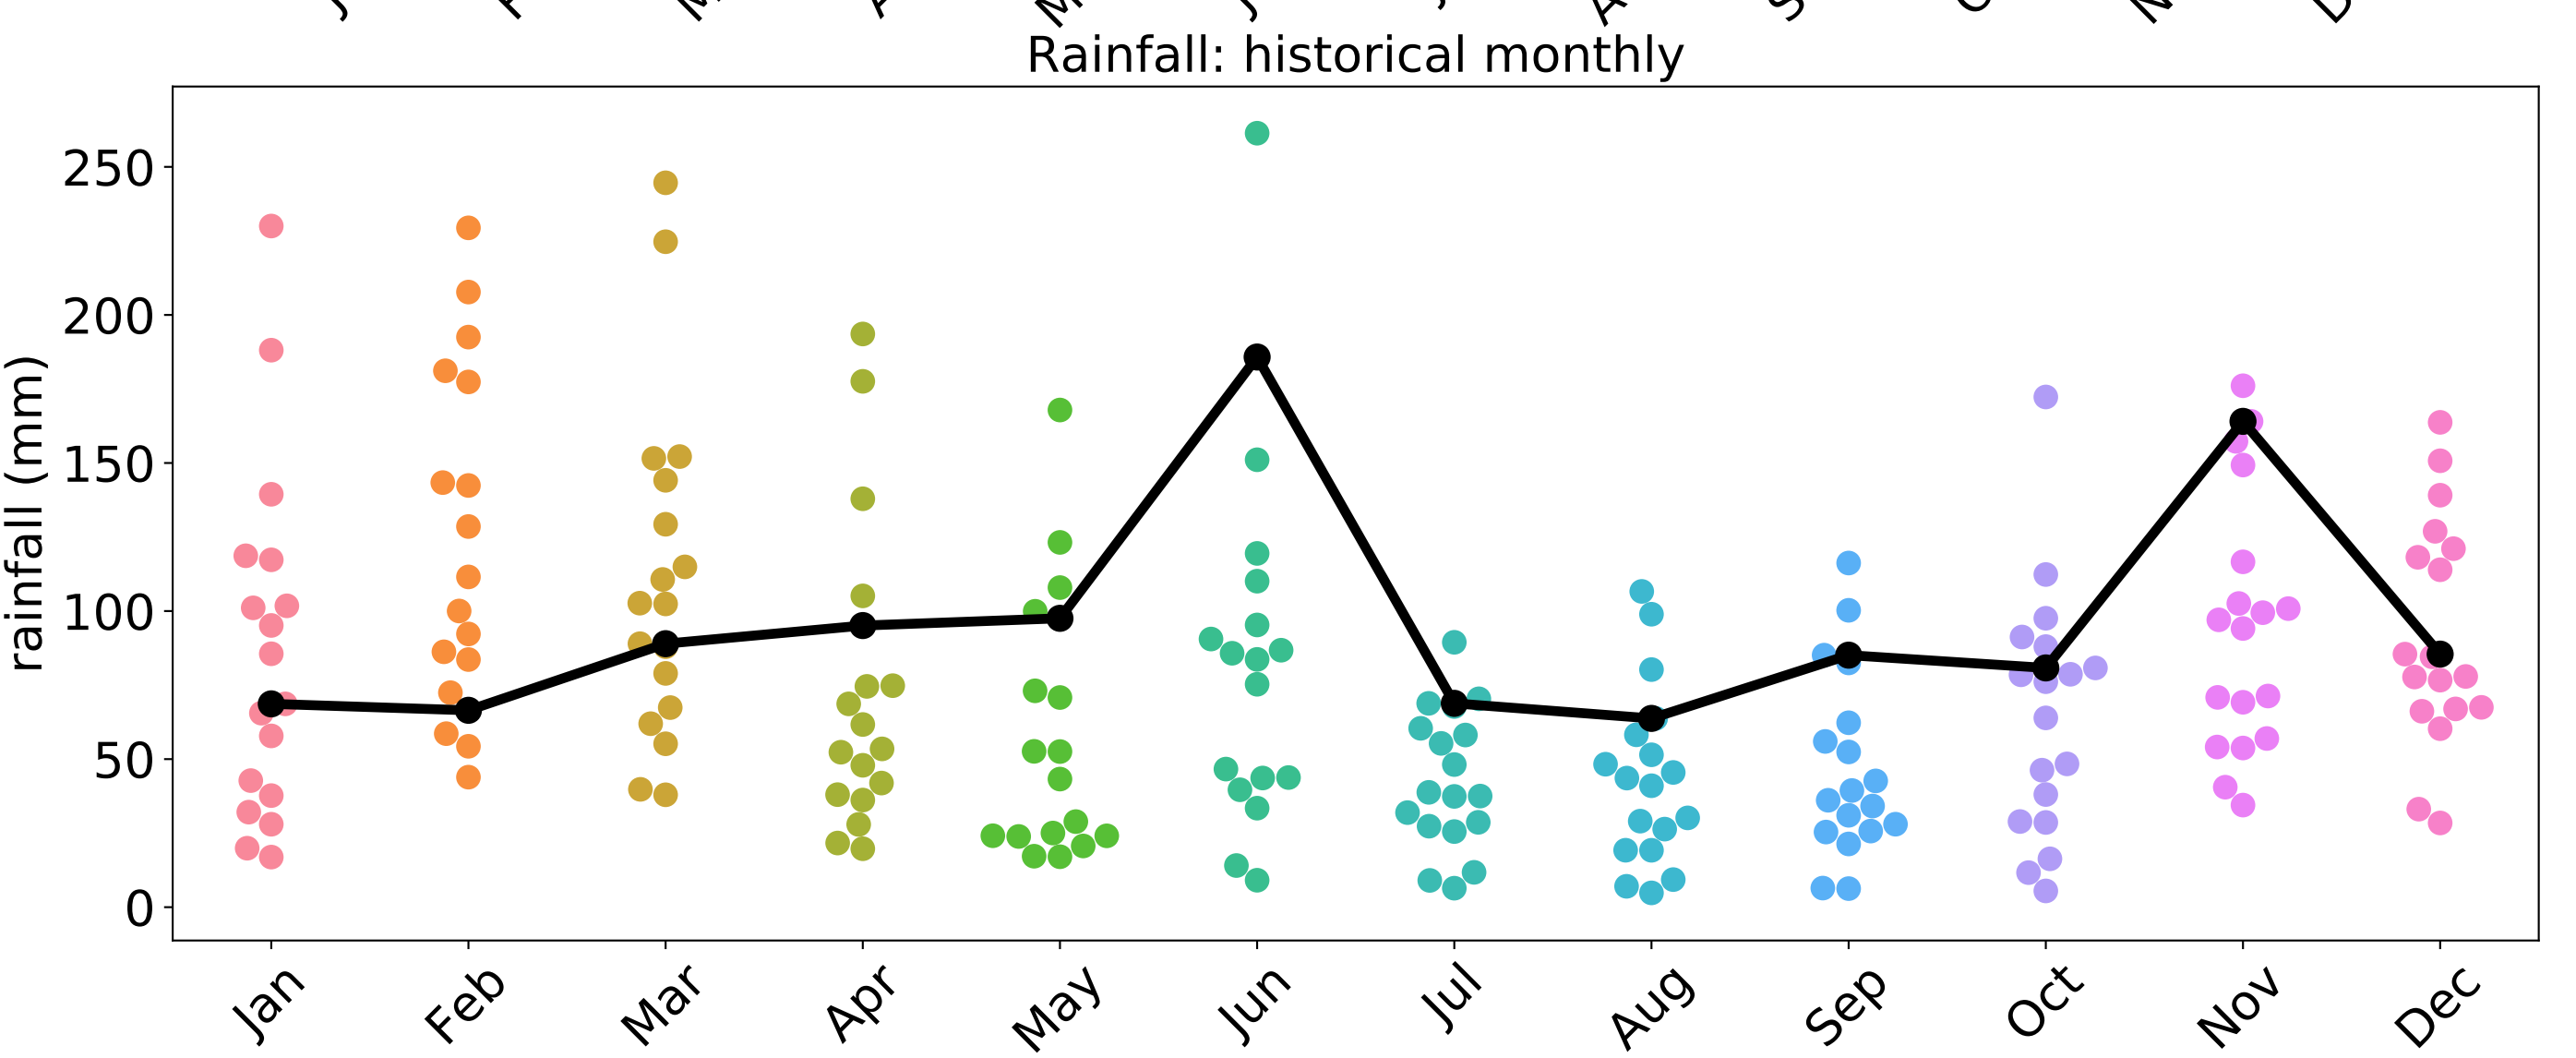 Rainfall: historical monthly
rainfall (mm)
250
200
150
100
50
0
Jan
Feb
Mar
Apr
May
Jun
Jul
Aug
Sep
Oct
Nov
Dec